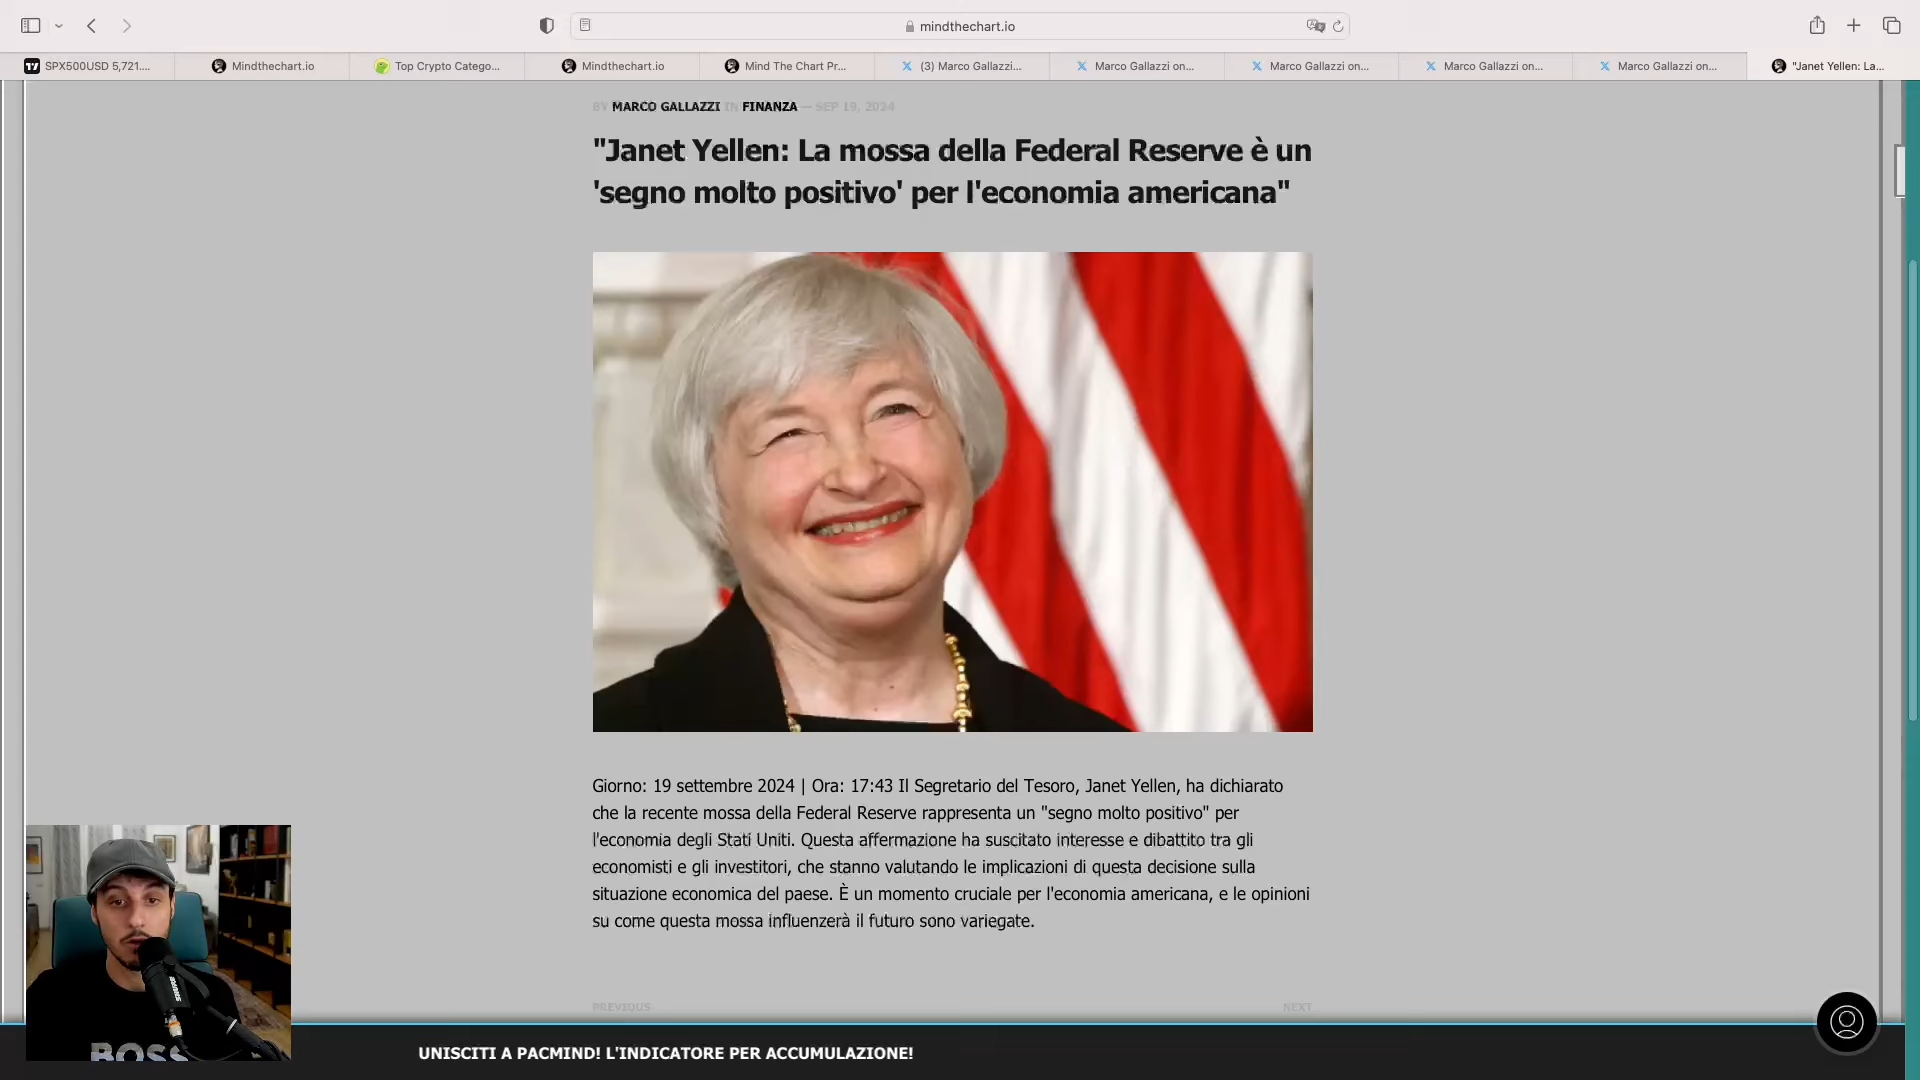 mindthechart.io
SPX500USD 5,721....
Mindthechart.io
Top Crypto Catego...
Mindthechart.io
Mind The Chart Pr...
(3) Marco Gallazzi...
Marco Gallazzi on...
Marco Gallazzi on...
Marco Gallazzi on...
Marco Gallazzi on...
"Janet Yellen: La...
BY MARCO GALLAZZI IN FINANZA — SEP 19, 2024
"Janet Yellen: La mossa della Federal Reserve è un
'segno molto positivo' per l'economia americana"
Giorno: 19 settembre 2024 | Ora: 17:43 Il Segretario del Tesoro, Janet Yellen, ha dichiarato
che la recente mossa della Federal Reserve rappresenta un "segno molto positivo" per
l'economia degli Stati Uniti. Questa affermazione ha suscitato interesse e dibattito tra gli
economisti e gli investitori, che stanno valutando le implicazioni di questa decisione sulla
situazione economica del paese. È un momento cruciale per l'economia americana, e le opinioni
su come questa mossa influenzerà il futuro sono variegate.
PREVIOUS
NEXT
BOSS
UNISCITI A PACMIND! L'INDICATORE PER ACCUMULAZIONE!